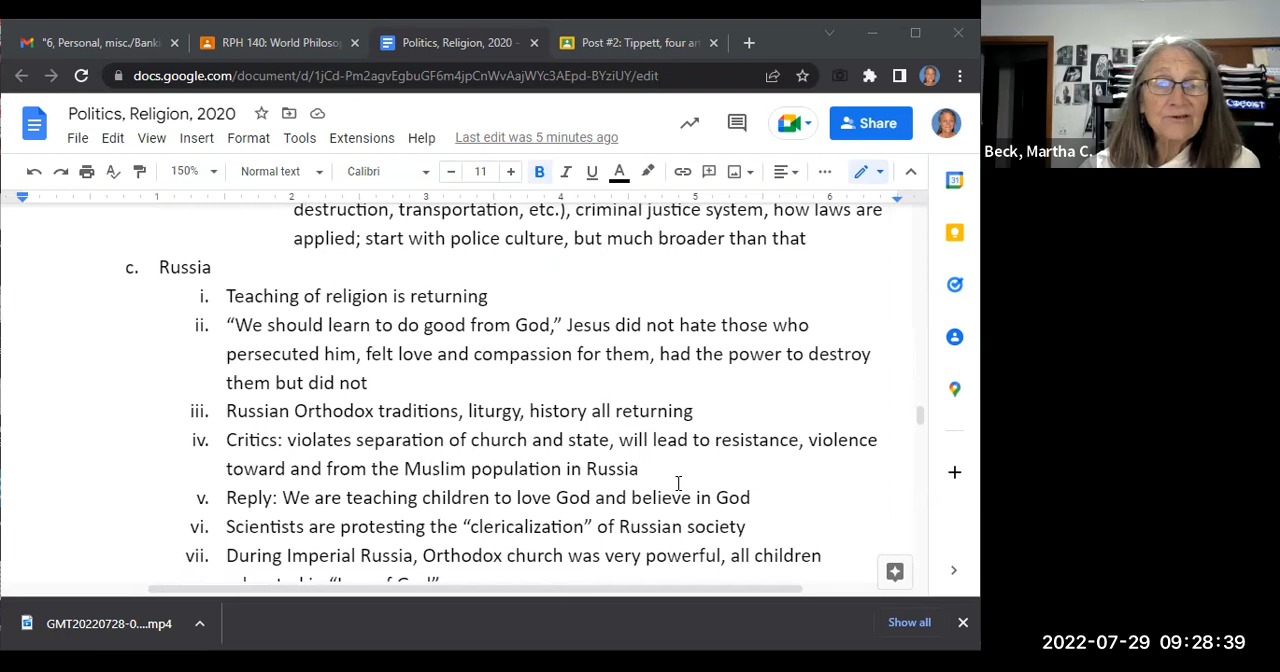 "6, Personal, misc./Bank
RPH 140: World Philosop
Politics, Religion, 2020 -
Post #2: Tippett, four ar
docs.google.com/document/d/1jCd-Pm2agvEgbuGF6m4jpCnWvAajWYc3AEpd-BYziUY/edit
Politics, Religion, 2020
File Edit View Insert Format Tools Extensions Help Last edit was 5 minutes ago
Share
150% Normal text Calibri 11 B I U A
1 2 3 4 5 6
destruction, transportation, etc.), criminal justice system, how laws are
applied; start with police culture, but much broader than that
c. Russia
i. Teaching of religion is returning
ii. “We should learn to do good from God,” Jesus did not hate those who
persecuted him, felt love and compassion for them, had the power to destroy
them but did not
iii. Russian Orthodox traditions, liturgy, history all returning
iv. Critics: violates separation of church and state, will lead to resistance, violence
toward and from the Muslim population in Russia
v. Reply: We are teaching children to love God and believe in God
vi. Scientists are protesting the “clericalization” of Russian society
vii. During Imperial Russia, Orthodox church was very powerful, all children
GMT20220728-0....mp4
Show all
Beck, Martha C.
31
2022-07-29 09:28:39